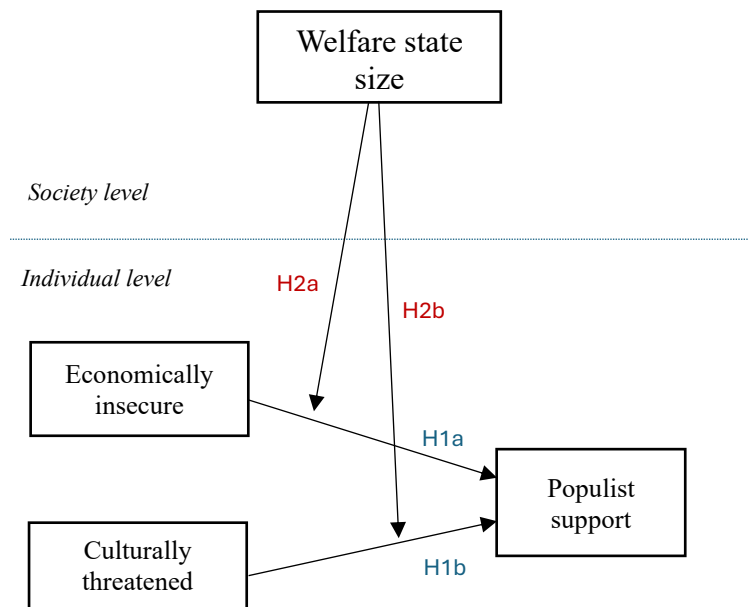 Welfare state
size
Society level
Individual level
H2a
H2b
Economically
insecure
H1a
Populist
support
Culturally
threatened
H1b